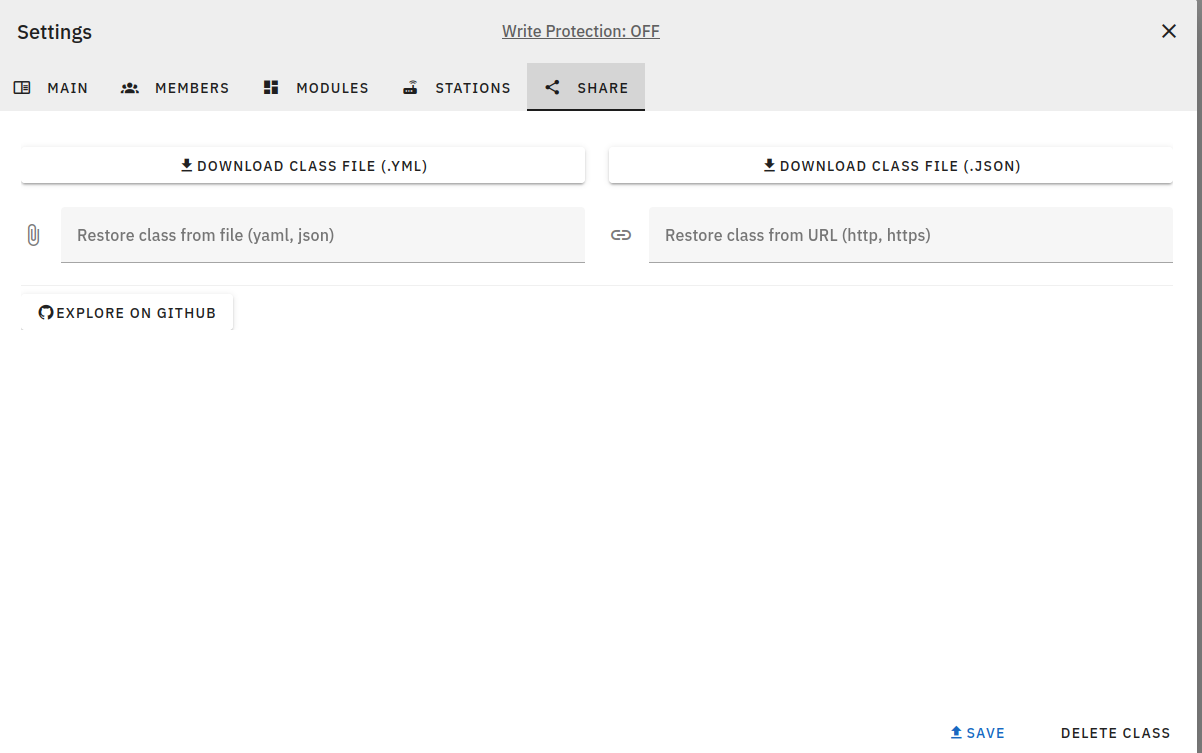 Settings
Write Protection: OFF
MAIN
MEMBERS
MODULES
STATIONS
SHARE
DOWNLOAD CLASS FILE (.YML)
DOWNLOAD CLASS FILE (.JSON)
Restore class from file (yaml, json)
Restore class from URL (http, https)
EXPLORE ON GITHUB
SAVE
DELETE CLASS